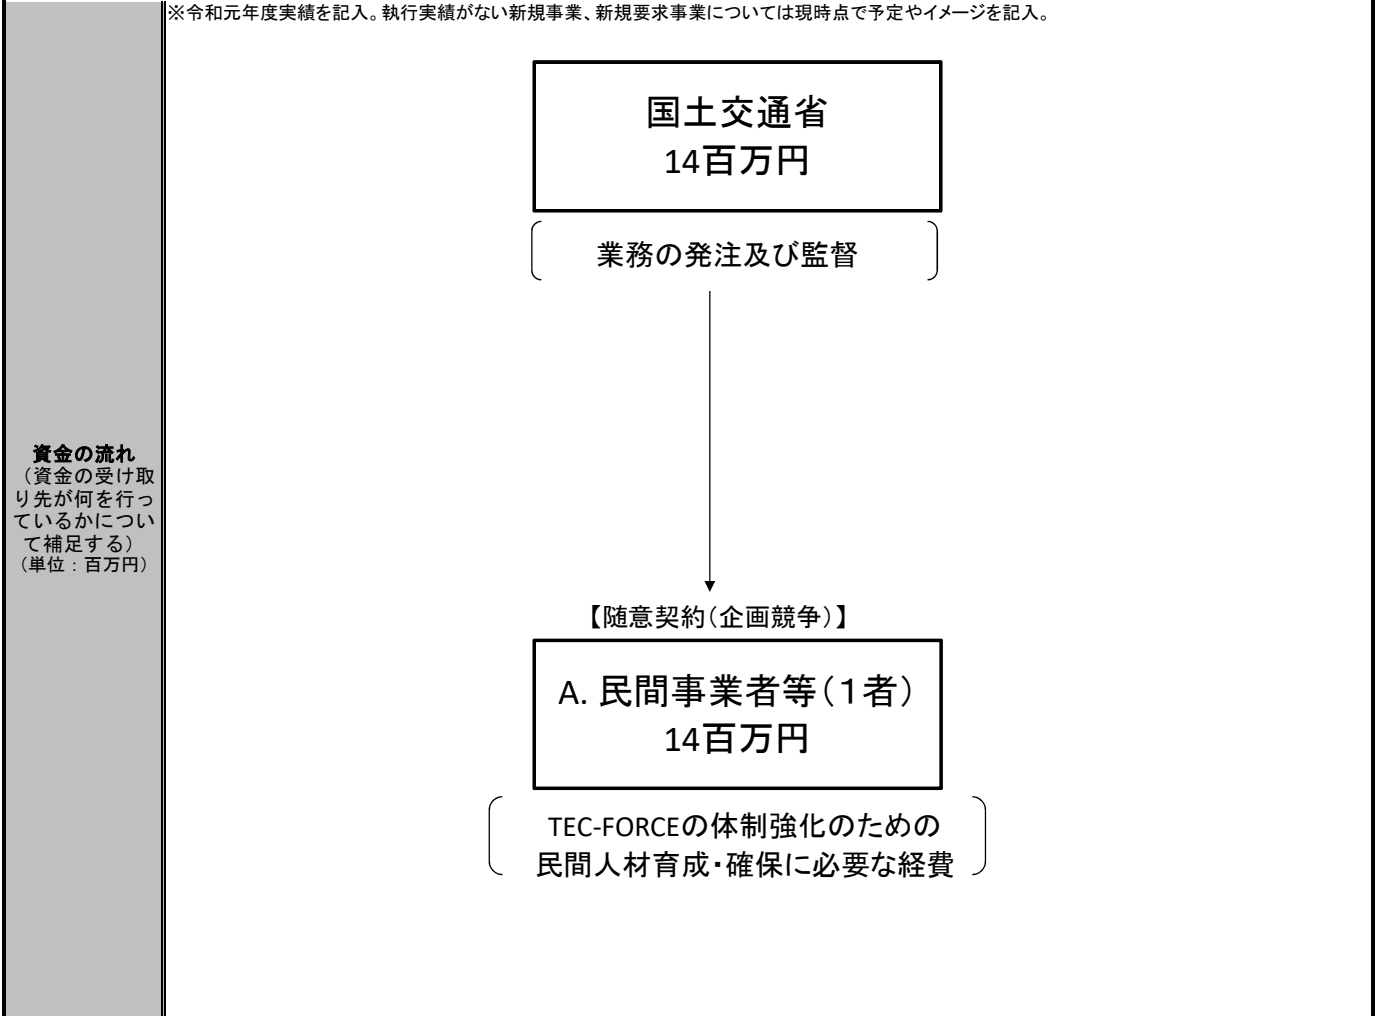 ※令和元年度実績を記入。執行実績がない新規事業、新規要求事業については現時点で予定やイメージを記入。
国土交通省
14百万円
業務の発注及び監督
資金の流れ
（資金の受け取
り先が何を行っ
ているかについ
て補足する）
（単位：百万円）
【随意契約（企画競争）】
A. 民間事業者等（１者）
14百万円
TEC-FORCEの体制強化のための
民間人材育成・確保に必要な経費